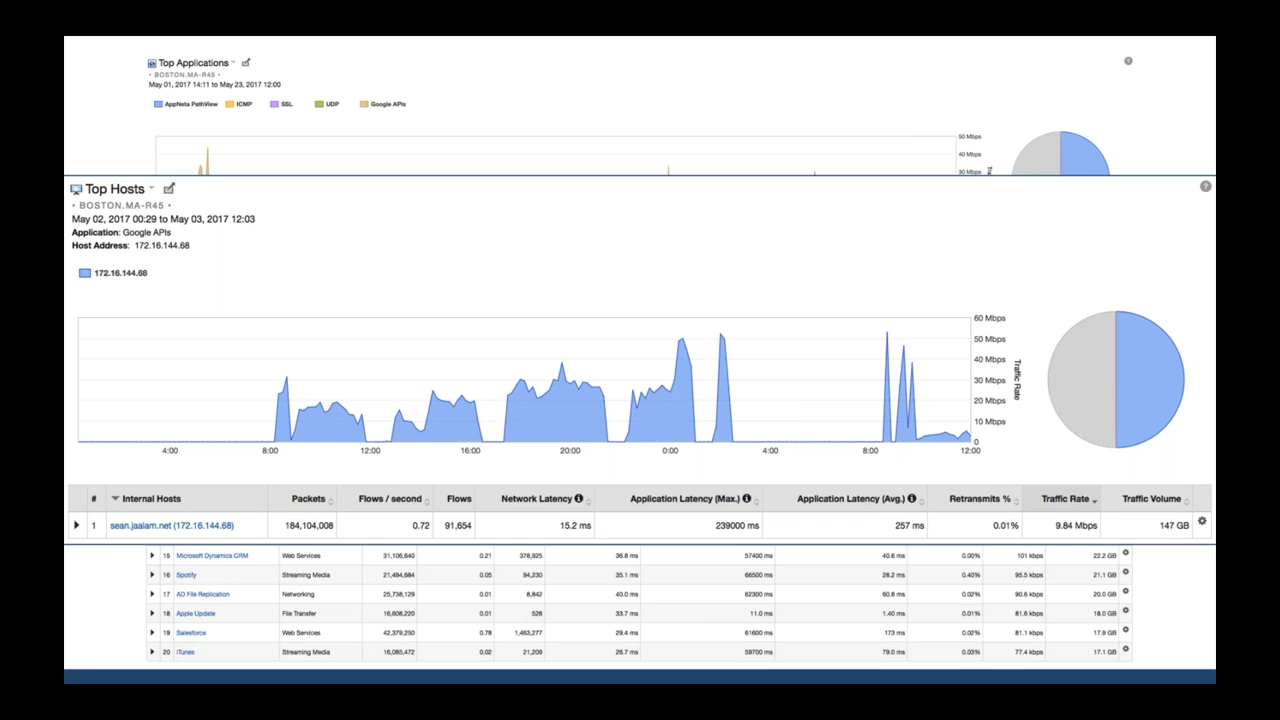 Top Applications
• BOSTON.MA-R45 •
May 01, 2017 14:11 to May 23, 2017 12:00
AppNeta PathView ICMP SSL UDP Google APIs
50 Mbps
40 Mbps
30 Mbps
Top Hosts
• BOSTON.MA-R45 •
May 02, 2017 00:29 to May 03, 2017 12:03
Application: Google APIs
Host Address: 172.16.144.68
172.16.144.68
60 Mbps
50 Mbps
40 Mbps
30 Mbps
20 Mbps
10 Mbps
0
Traffic Rate
4:00 8:00 12:00 16:00 20:00 0:00 4:00 8:00 12:00
# Internal Hosts Packets Flows / second Flows Network Latency Application Latency (Max.) Application Latency (Avg.) Retransmits % Traffic Rate Traffic Volume
1 sean.jaalam.net (172.16.144.68) 184,104,008 0.72 91,654 15.2 ms 239000 ms 257 ms 0.01% 9.84 Mbps 147 GB
15 Microsoft Dynamics CRM Web Services 31,106,640 0.21 378,925 36.8 ms 57400 ms 40.6 ms 0.00% 101 kbps 22.2 GB
16 Spotify Streaming Media 21,484,684 0.05 94,230 35.1 ms 66500 ms 28.2 ms 0.40% 95.5 kbps 21.1 GB
17 AD File Replication Networking 25,738,129 0.01 8,842 40.0 ms 62300 ms 60.8 ms 0.02% 90.6 kbps 20.0 GB
18 Apple Update File Transfer 16,608,220 0.01 528 33.7 ms 11.0 ms 1.40 ms 0.01% 81.6 kbps 18.0 GB
19 Salesforce Web Services 42,379,250 0.78 1,463,277 29.4 ms 61600 ms 173 ms 0.02% 81.1 kbps 17.9 GB
20 iTunes Streaming Media 16,085,472 0.02 21,209 26.7 ms 59700 ms 79.0 ms 0.03% 77.4 kbps 17.1 GB